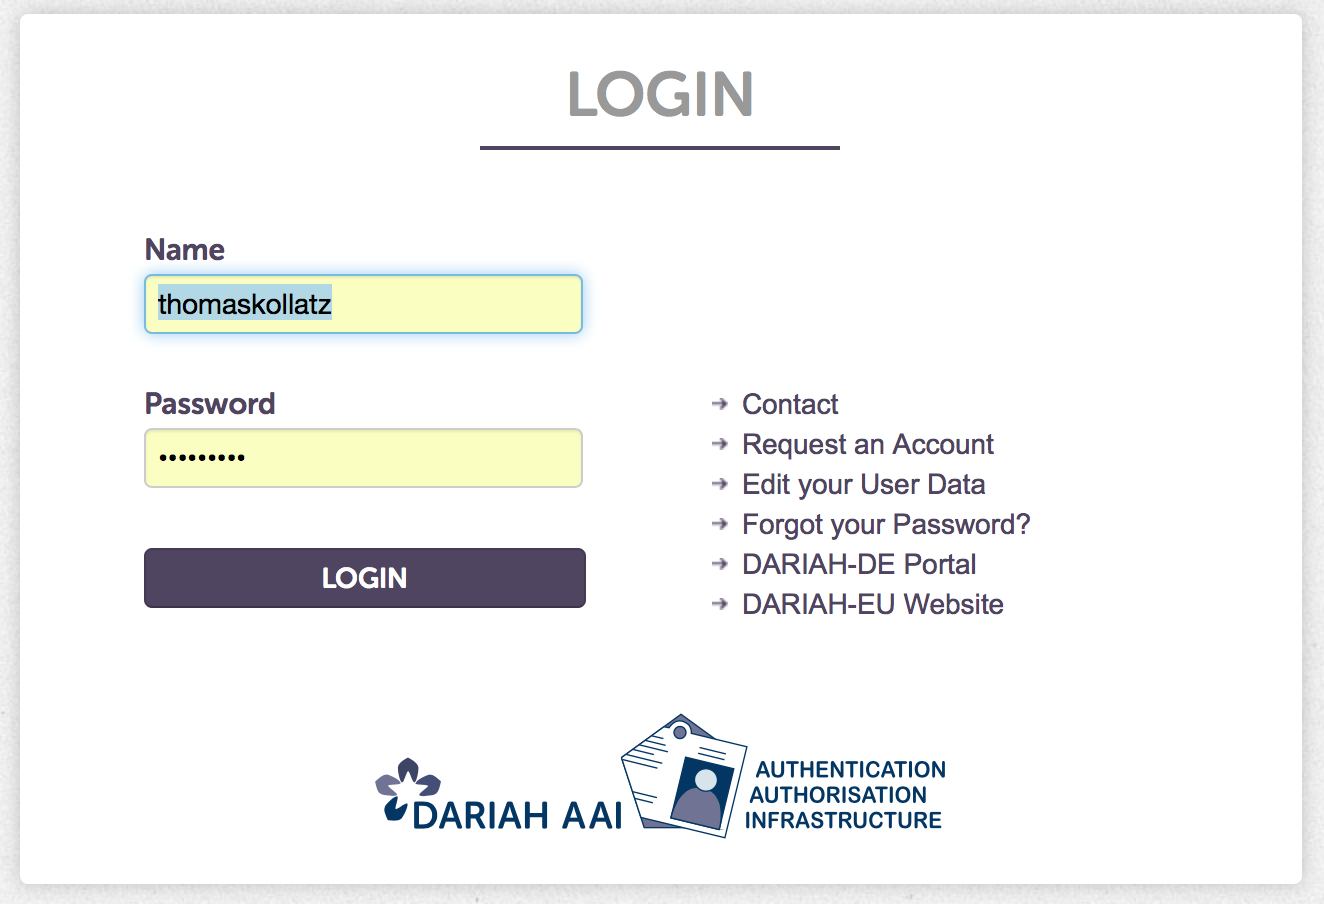 LOGIN
Name
thomaskollatz
Password
•••••••••
LOGIN
Contact
Request an Account
Edit your User Data
Forgot your Password?
DARIAH-DE Portal
DARIAH-EU Website
DARIAH AAI
AUTHENTICATION
AUTHORISATION
INFRASTRUCTURE